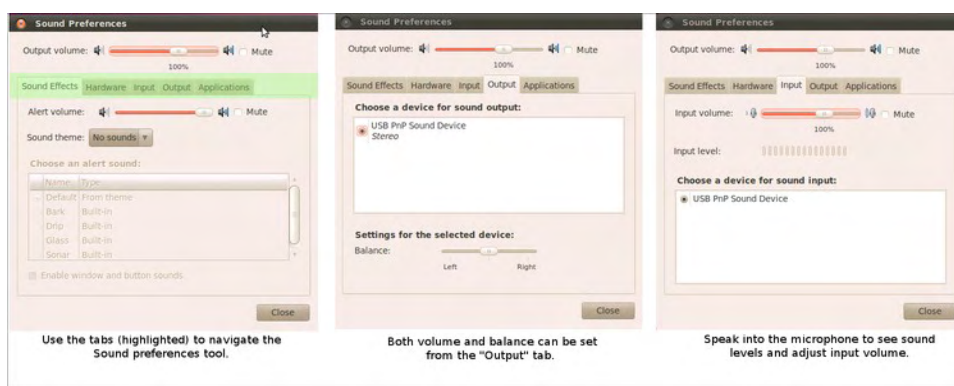 Sound Preferences
Output volume: Mute
100%
Sound Effects Hardware Input Output Applications
Alert volume: Mute
Sound theme: No sounds
Choose an alert sound:
Name Type
Default From theme
Bark Built-in
Drip Built-in
Glass Built-in
Sonar Built-in
Enable window and button sounds
Close
Use the tabs (highlighted) to navigate the
Sound preferences tool.
Sound Preferences
Output volume: Mute
100%
Sound Effects Hardware Input Output Applications
Choose a device for sound output:
USB PnP Sound Device
Stereo
Settings for the selected device:
Balance:
Left Right
Close
Both volume and balance can be set
from the "Output" tab.
Sound Preferences
Output volume: Mute
100%
Sound Effects Hardware Input Output Applications
Input volume: Mute
100%
Input level:
Choose a device for sound input:
USB PnP Sound Device
Close
Speak into the microphone to see sound
levels and adjust input volume.